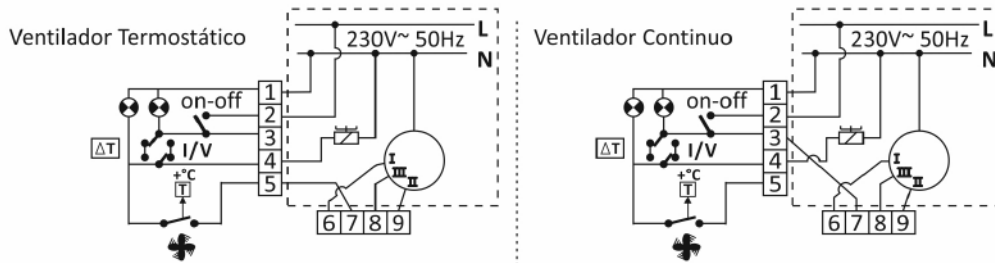 Ventilador Termostático
230V~ 50Hz
L
N
on-off
1
2
3
4
5
ΔT
I/V
+°C
T
I
III
II
6 7 8 9
Ventilador Continuo
230V~ 50Hz
L
N
on-off
1
2
3
4
5
ΔT
I/V
+°C
T
I
III
II
6 7 8 9